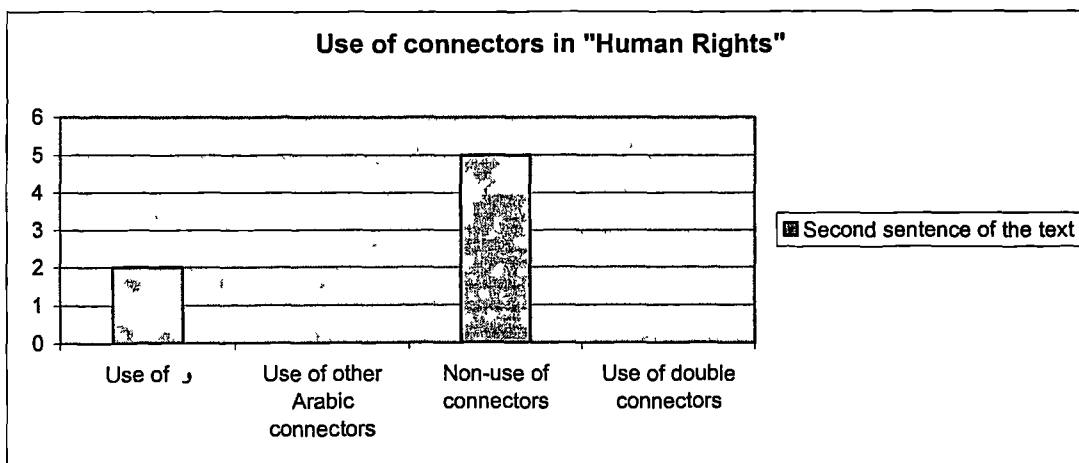 Use of connectors in "Human Rights"
6
5
4
3
2
1
0
Use of و
Use of other
Arabic
connectors
Non-use of
connectors
Use of double
connectors
Second sentence of the text